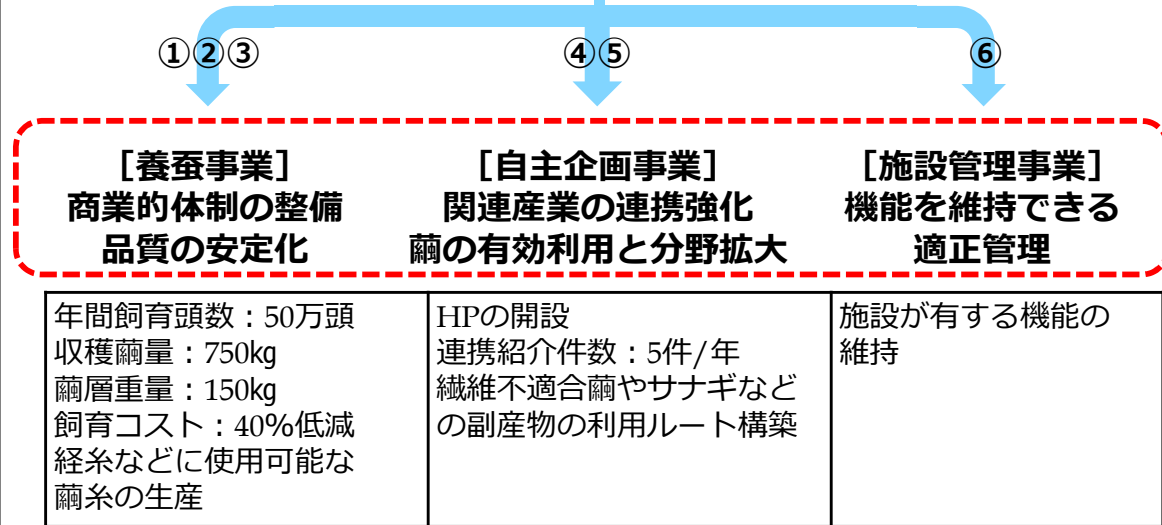 ①②③
④⑤
⑥
［養蚕事業］
商業的体制の整備
品質の安定化
［自主企画事業］
関連産業の連携強化
繭の有効利用と分野拡大
［施設管理事業］
機能を維持できる
適正管理
年間飼育頭数：50万頭
収穫繭量：750kg
繭層重量：150kg
飼育コスト：40%低減
経糸などに使用可能な
繭糸の生産
HPの開設
連携紹介件数：5件/年
繊維不適合繭やサナギなど
の副産物の利用ルート構築
施設が有する機能の
維持